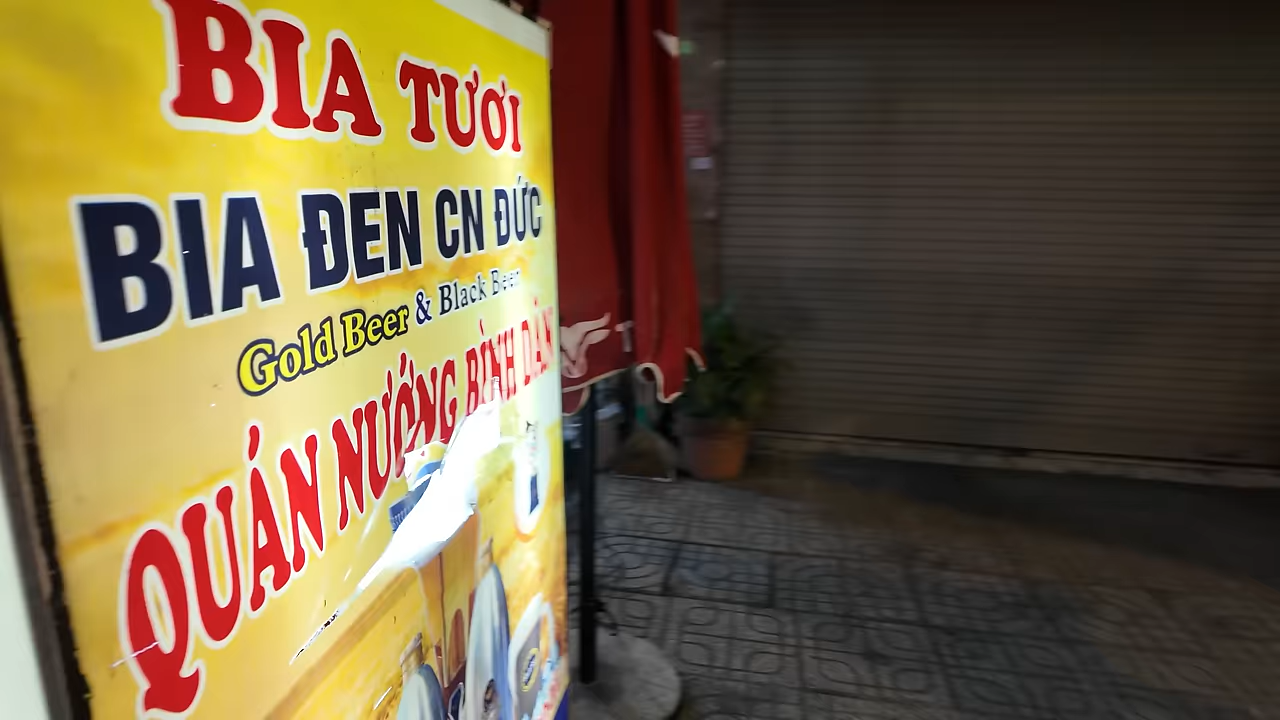 BIA TƯƠI
BIA ĐEN CN ĐỨC
Gold Beer & Black Beer
QUÁN NƯỚNG BÌNH DÂN